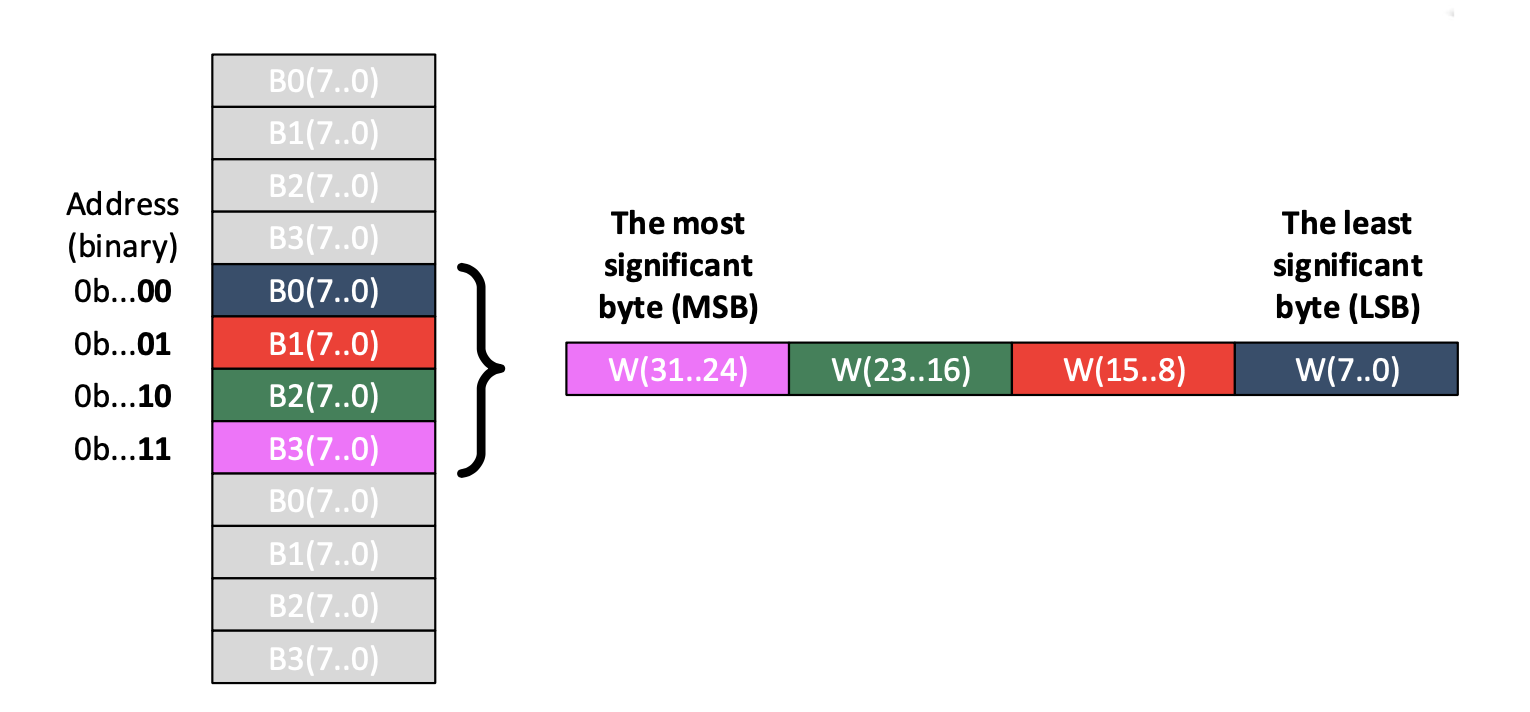 B0(7..0)
B1(7..0)
B2(7..0)
B3(7..0)
Address
(binary)
0b...00
B0(7..0)
0b...01
B1(7..0)
0b...10
B2(7..0)
0b...11
B3(7..0)
B0(7..0)
B1(7..0)
B2(7..0)
B3(7..0)
The most
significant
byte (MSB)
The least
significant
byte (LSB)
W(31..24)
W(23..16)
W(15..8)
W(7..0)